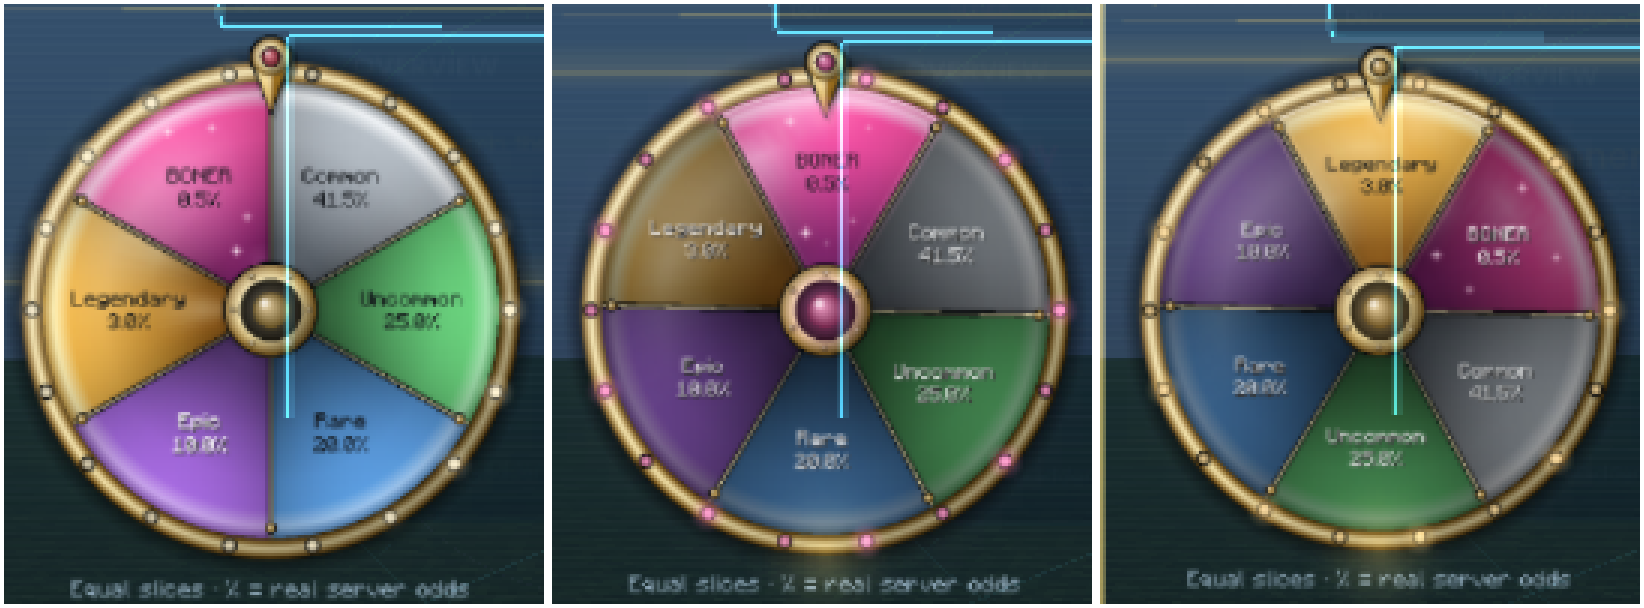 BONER
0.5%
Common
41.5%
Legendary
3.0%
Uncommon
25.0%
Epic
10.0%
Rare
20.0%
Equal slices · % = real server odds
BONER
0.5%
Legendary
3.0%
Common
41.5%
Epic
10.0%
Uncommon
25.0%
Rare
20.0%
Equal slices · % = real server odds
Legendary
3.0%
Epic
10.0%
BONER
0.5%
Rare
20.0%
Common
41.5%
Uncommon
25.0%
Equal slices · % = real server odds